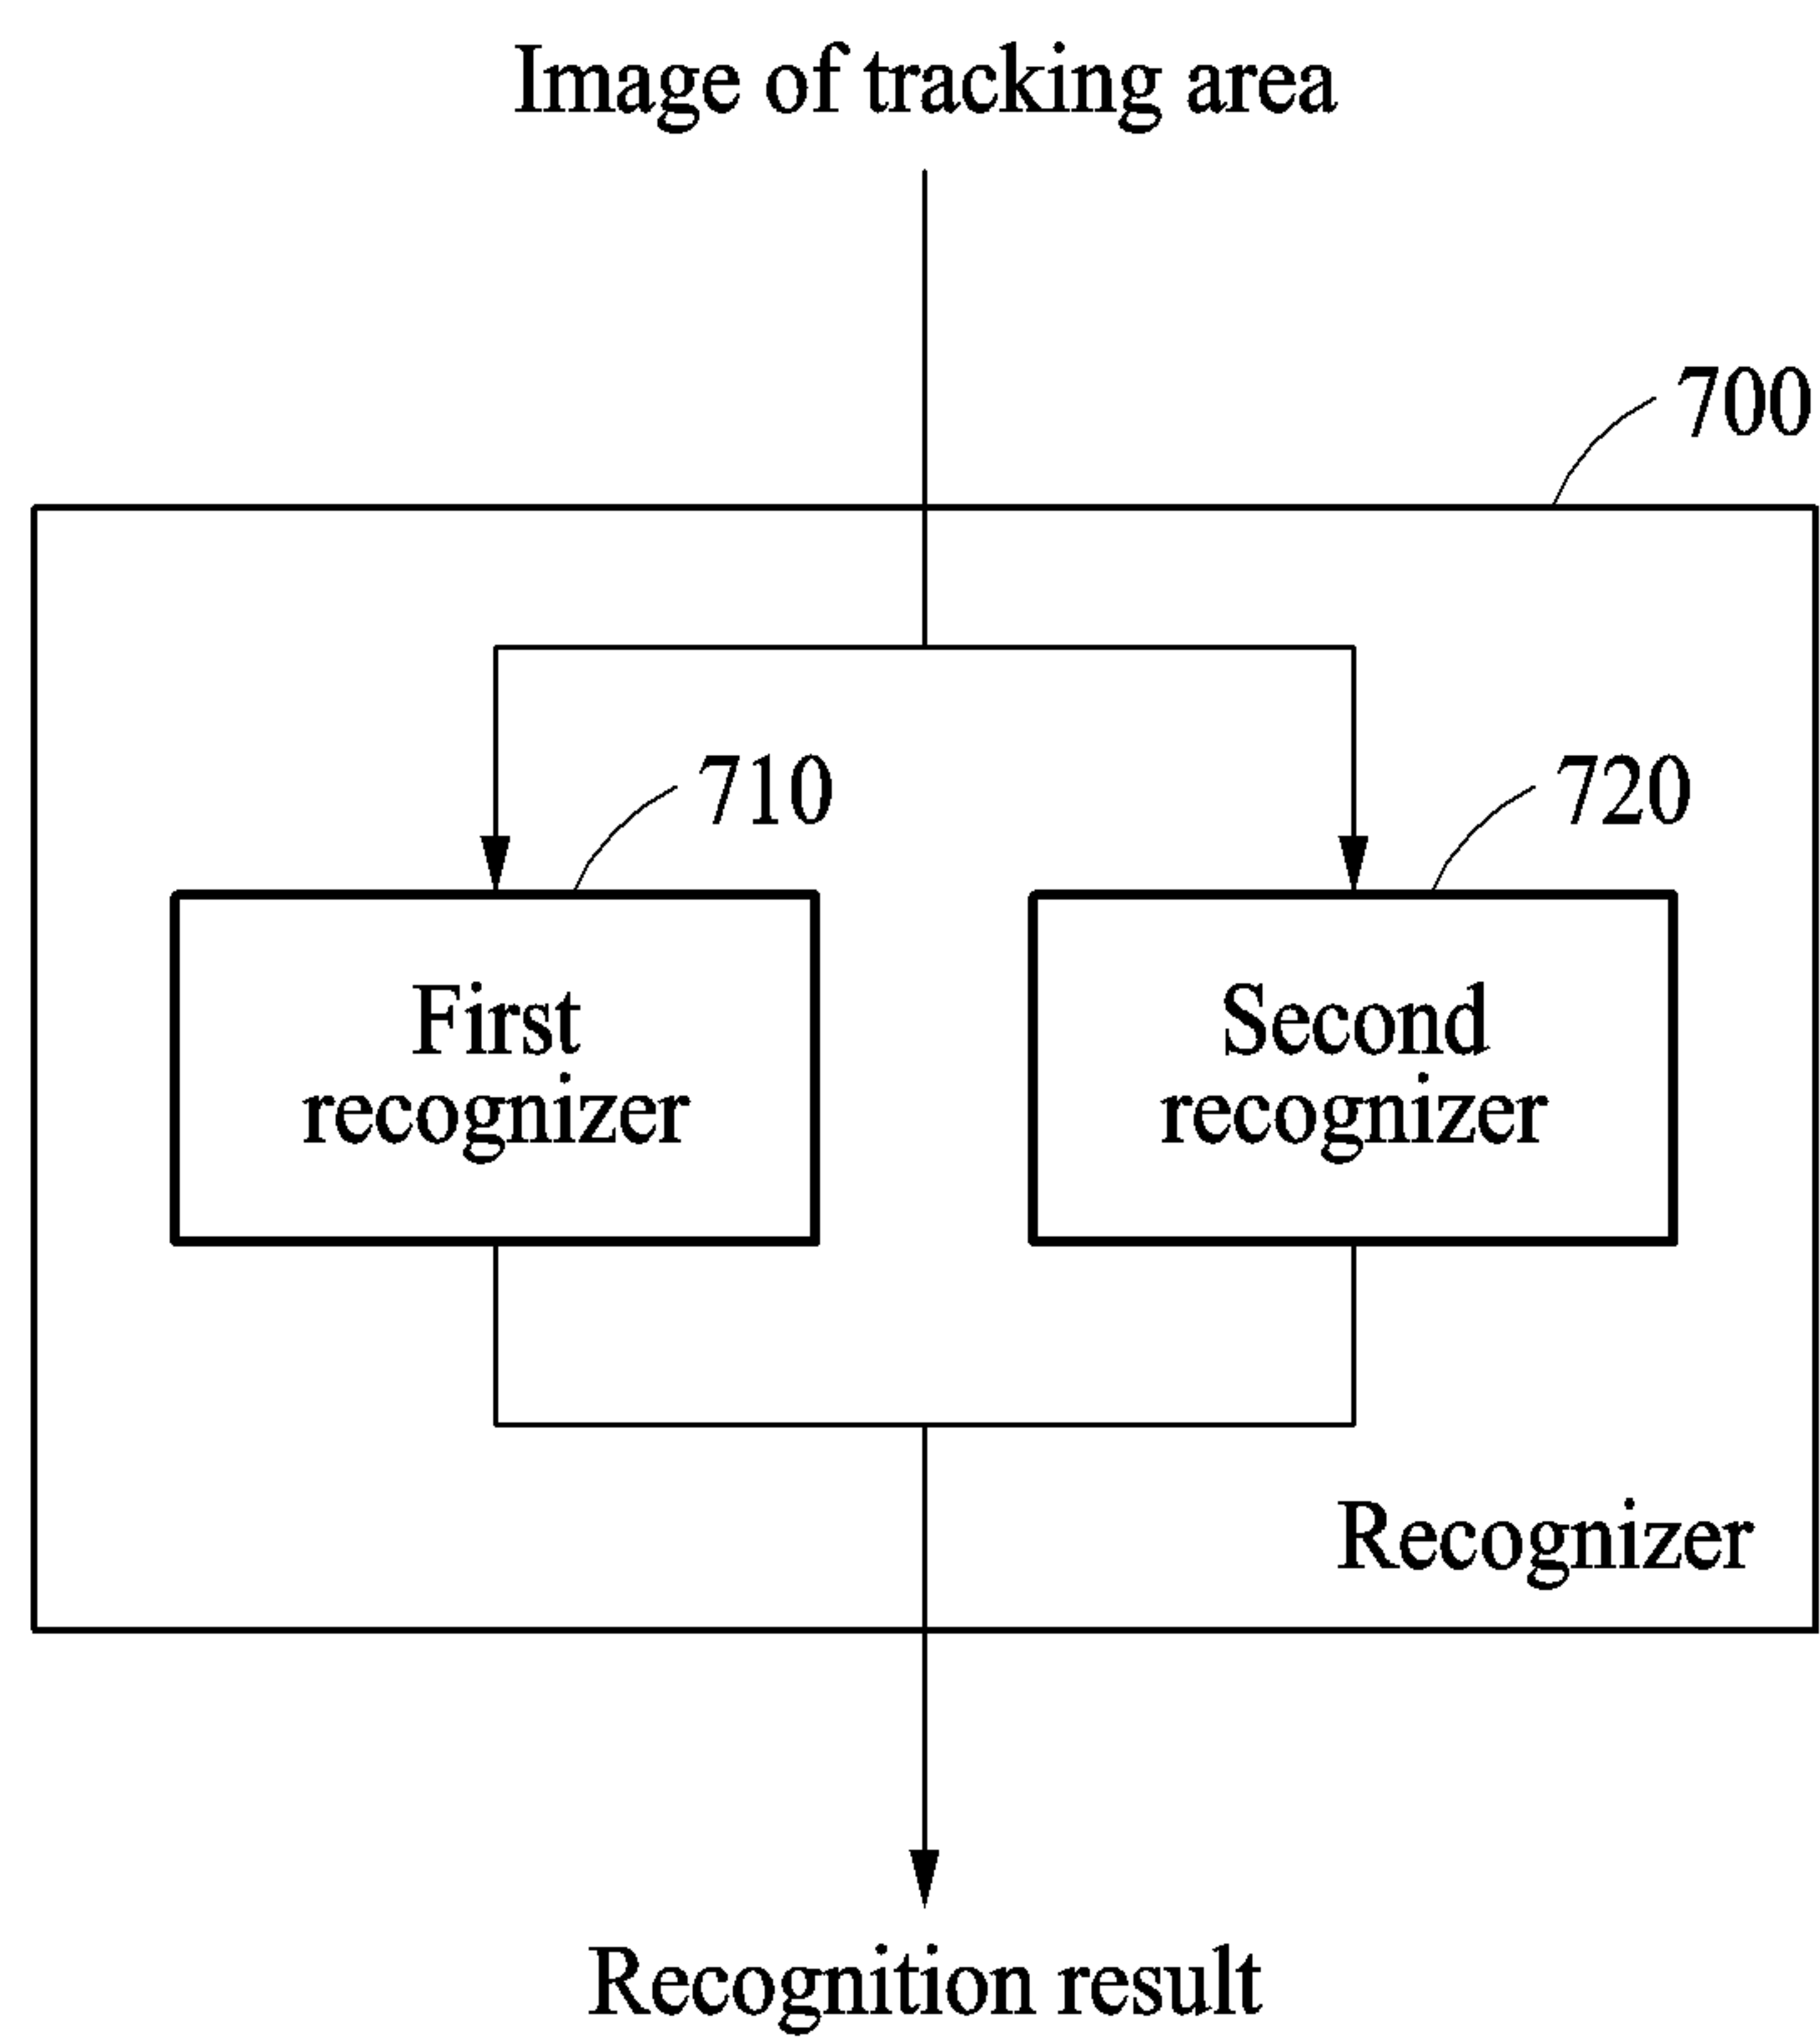 Image of tracking area
700
710
720
First
recognizer
Second
recognizer
Recognizer
Recognition result